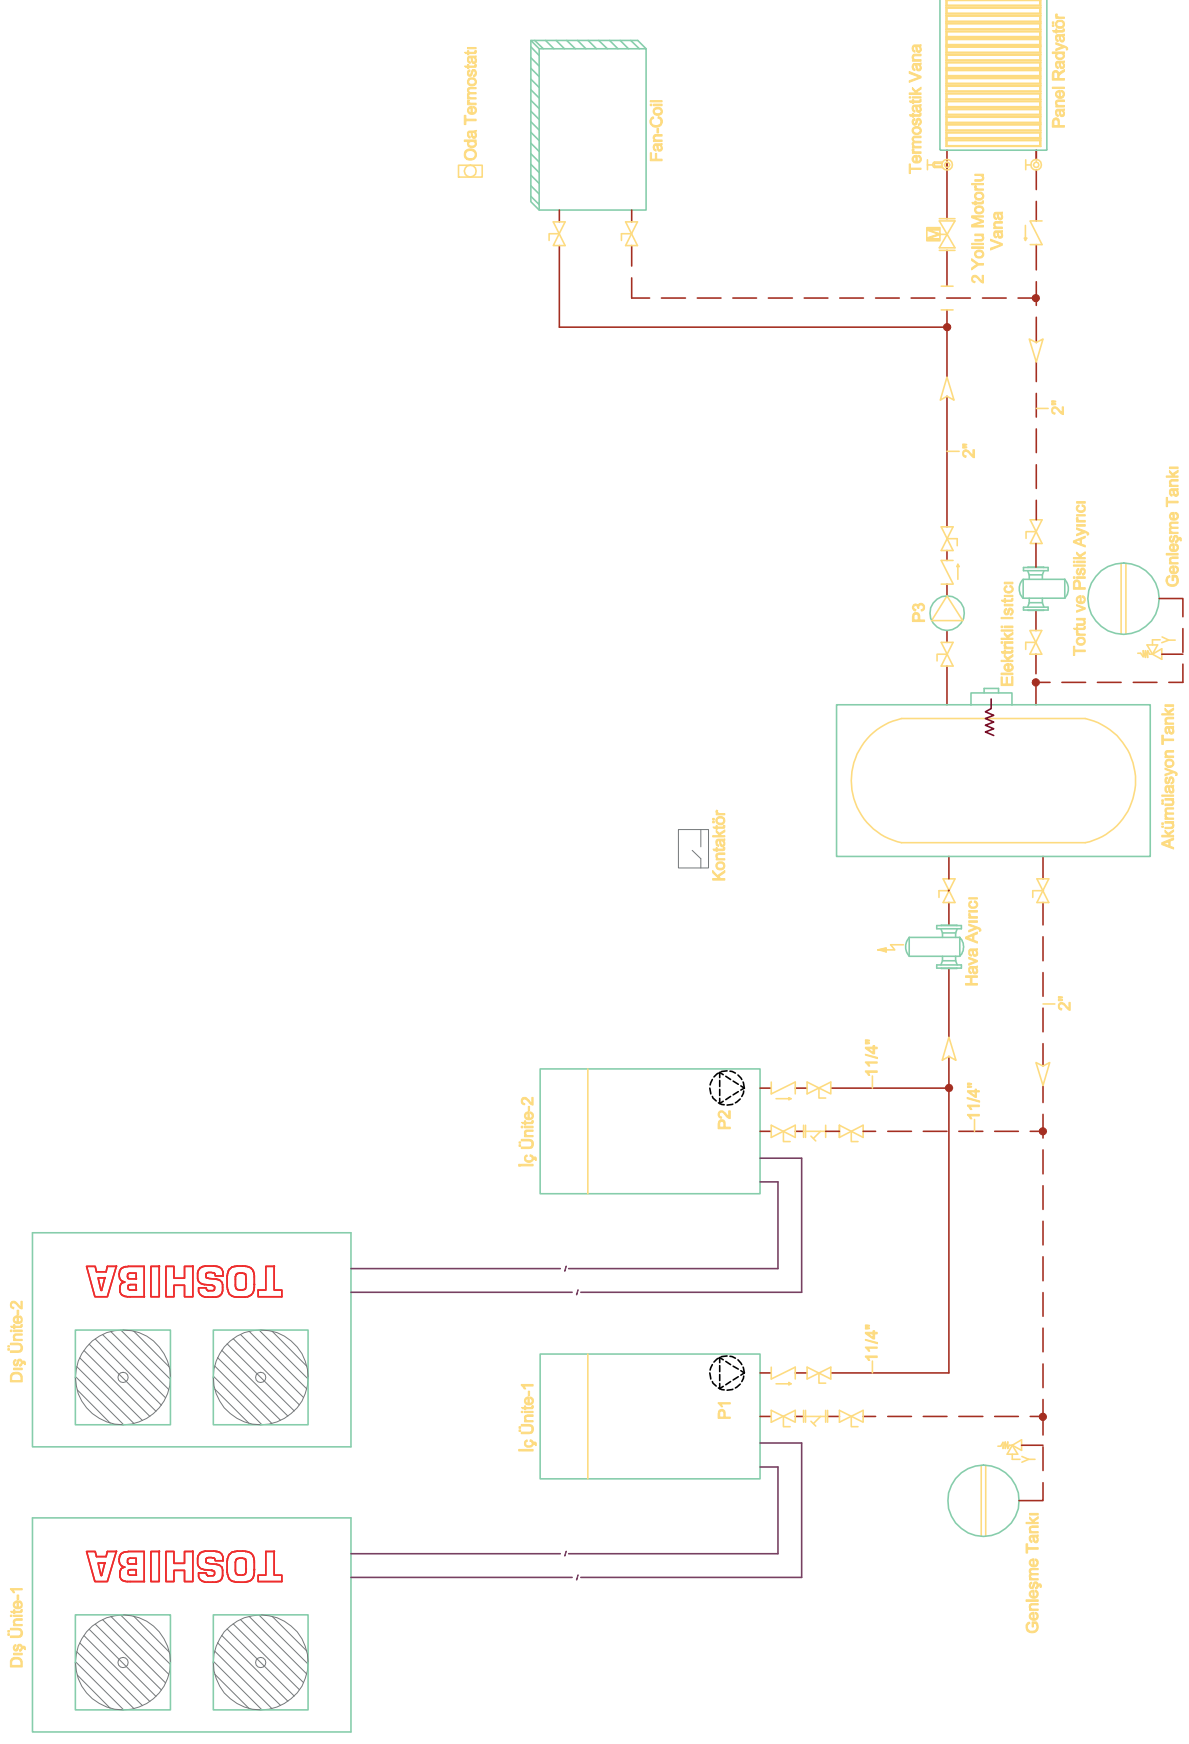 Dış Ünite-1
TOSHIBA
Dış Ünite-2
TOSHIBA
İç Ünite-1
P1
11/4"
İç Ünite-2
P2
11/4"
11/4"
Genleşme Tankı
2"
Hava Ayırıcı
Kontaktör
Akümülasyon Tankı
Elektrikli Isıtıcı
P3
Tortu ve Pislik Ayırıcı
Genleşme Tankı
2"
2"
Oda Termostatı
Fan-Coil
M
2 Yollu Motorlu
Vana
Termostatik Vana
Panel Radyatör